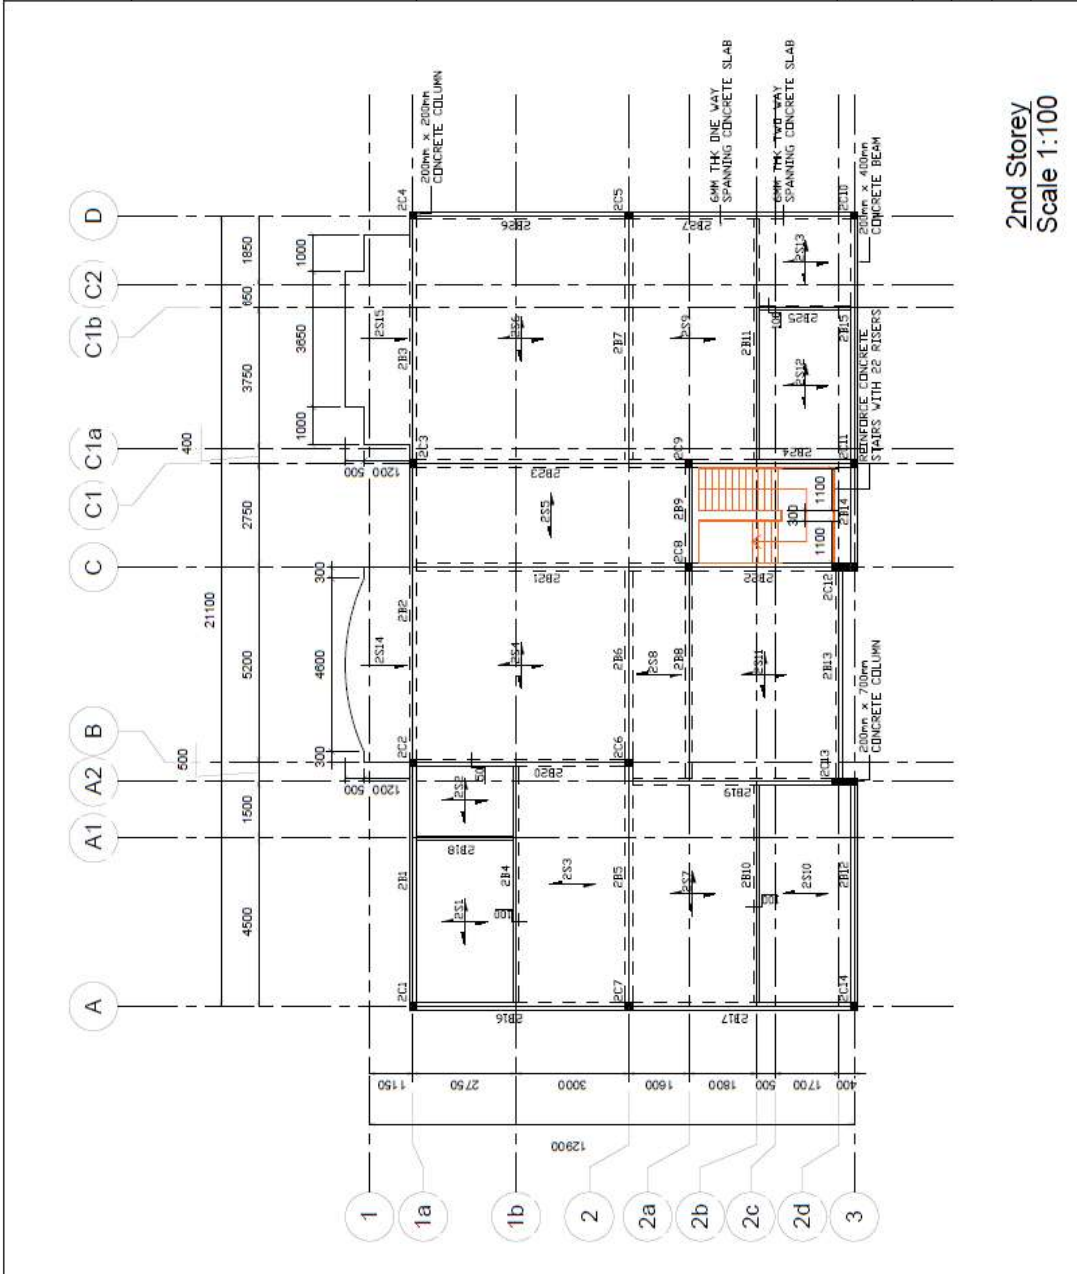 D
C2
C1b
C1a
C1
C
B
A2
A1
A
1850
650
3750
400
2750
21100
5200
500
1500
4500
1000
3650
1000
500
1200
300
4600
300
500
1200
200mm x 200mm
CONCRETE COLUMN
6MM THK ONE WAY
SPANNING CONCRETE SLAB
6MM THK TWO WAY
SPANNING CONCRETE SLAB
200mm x 400mm
CONCRETE BEAM
REINFORCE CONCRETE
STAIRS WITH 22 RISERS
200mm x 700mm
CONCRETE COLUMN
2C4
2C5
2C10
2B26
2B27
2S15
2B3
2S6
2B7
2S9
2B11
2S13
2S12
2B25
100
2B15
2C3
2C9
2C11
2B23
2B24
2S5
2B9
2B14
1100
300
1100
2C8
2B21
2B22
2C12
2S14
2B2
2S4
2B6
2S8
2B8
2S11
2B13
2C2
2C6
2C13
2S2
50
2B20
2B19
2B18
2B1
2B4
2S3
2B5
2S7
2B10
2S10
2B12
2S1
100
100
2C1
2C7
2C14
2B16
2B17
1150
2750
3000
1600
1800
500
1700
400
12900
1
1a
1b
2
2a
2b
2c
2d
3
2nd Storey
Scale 1:100